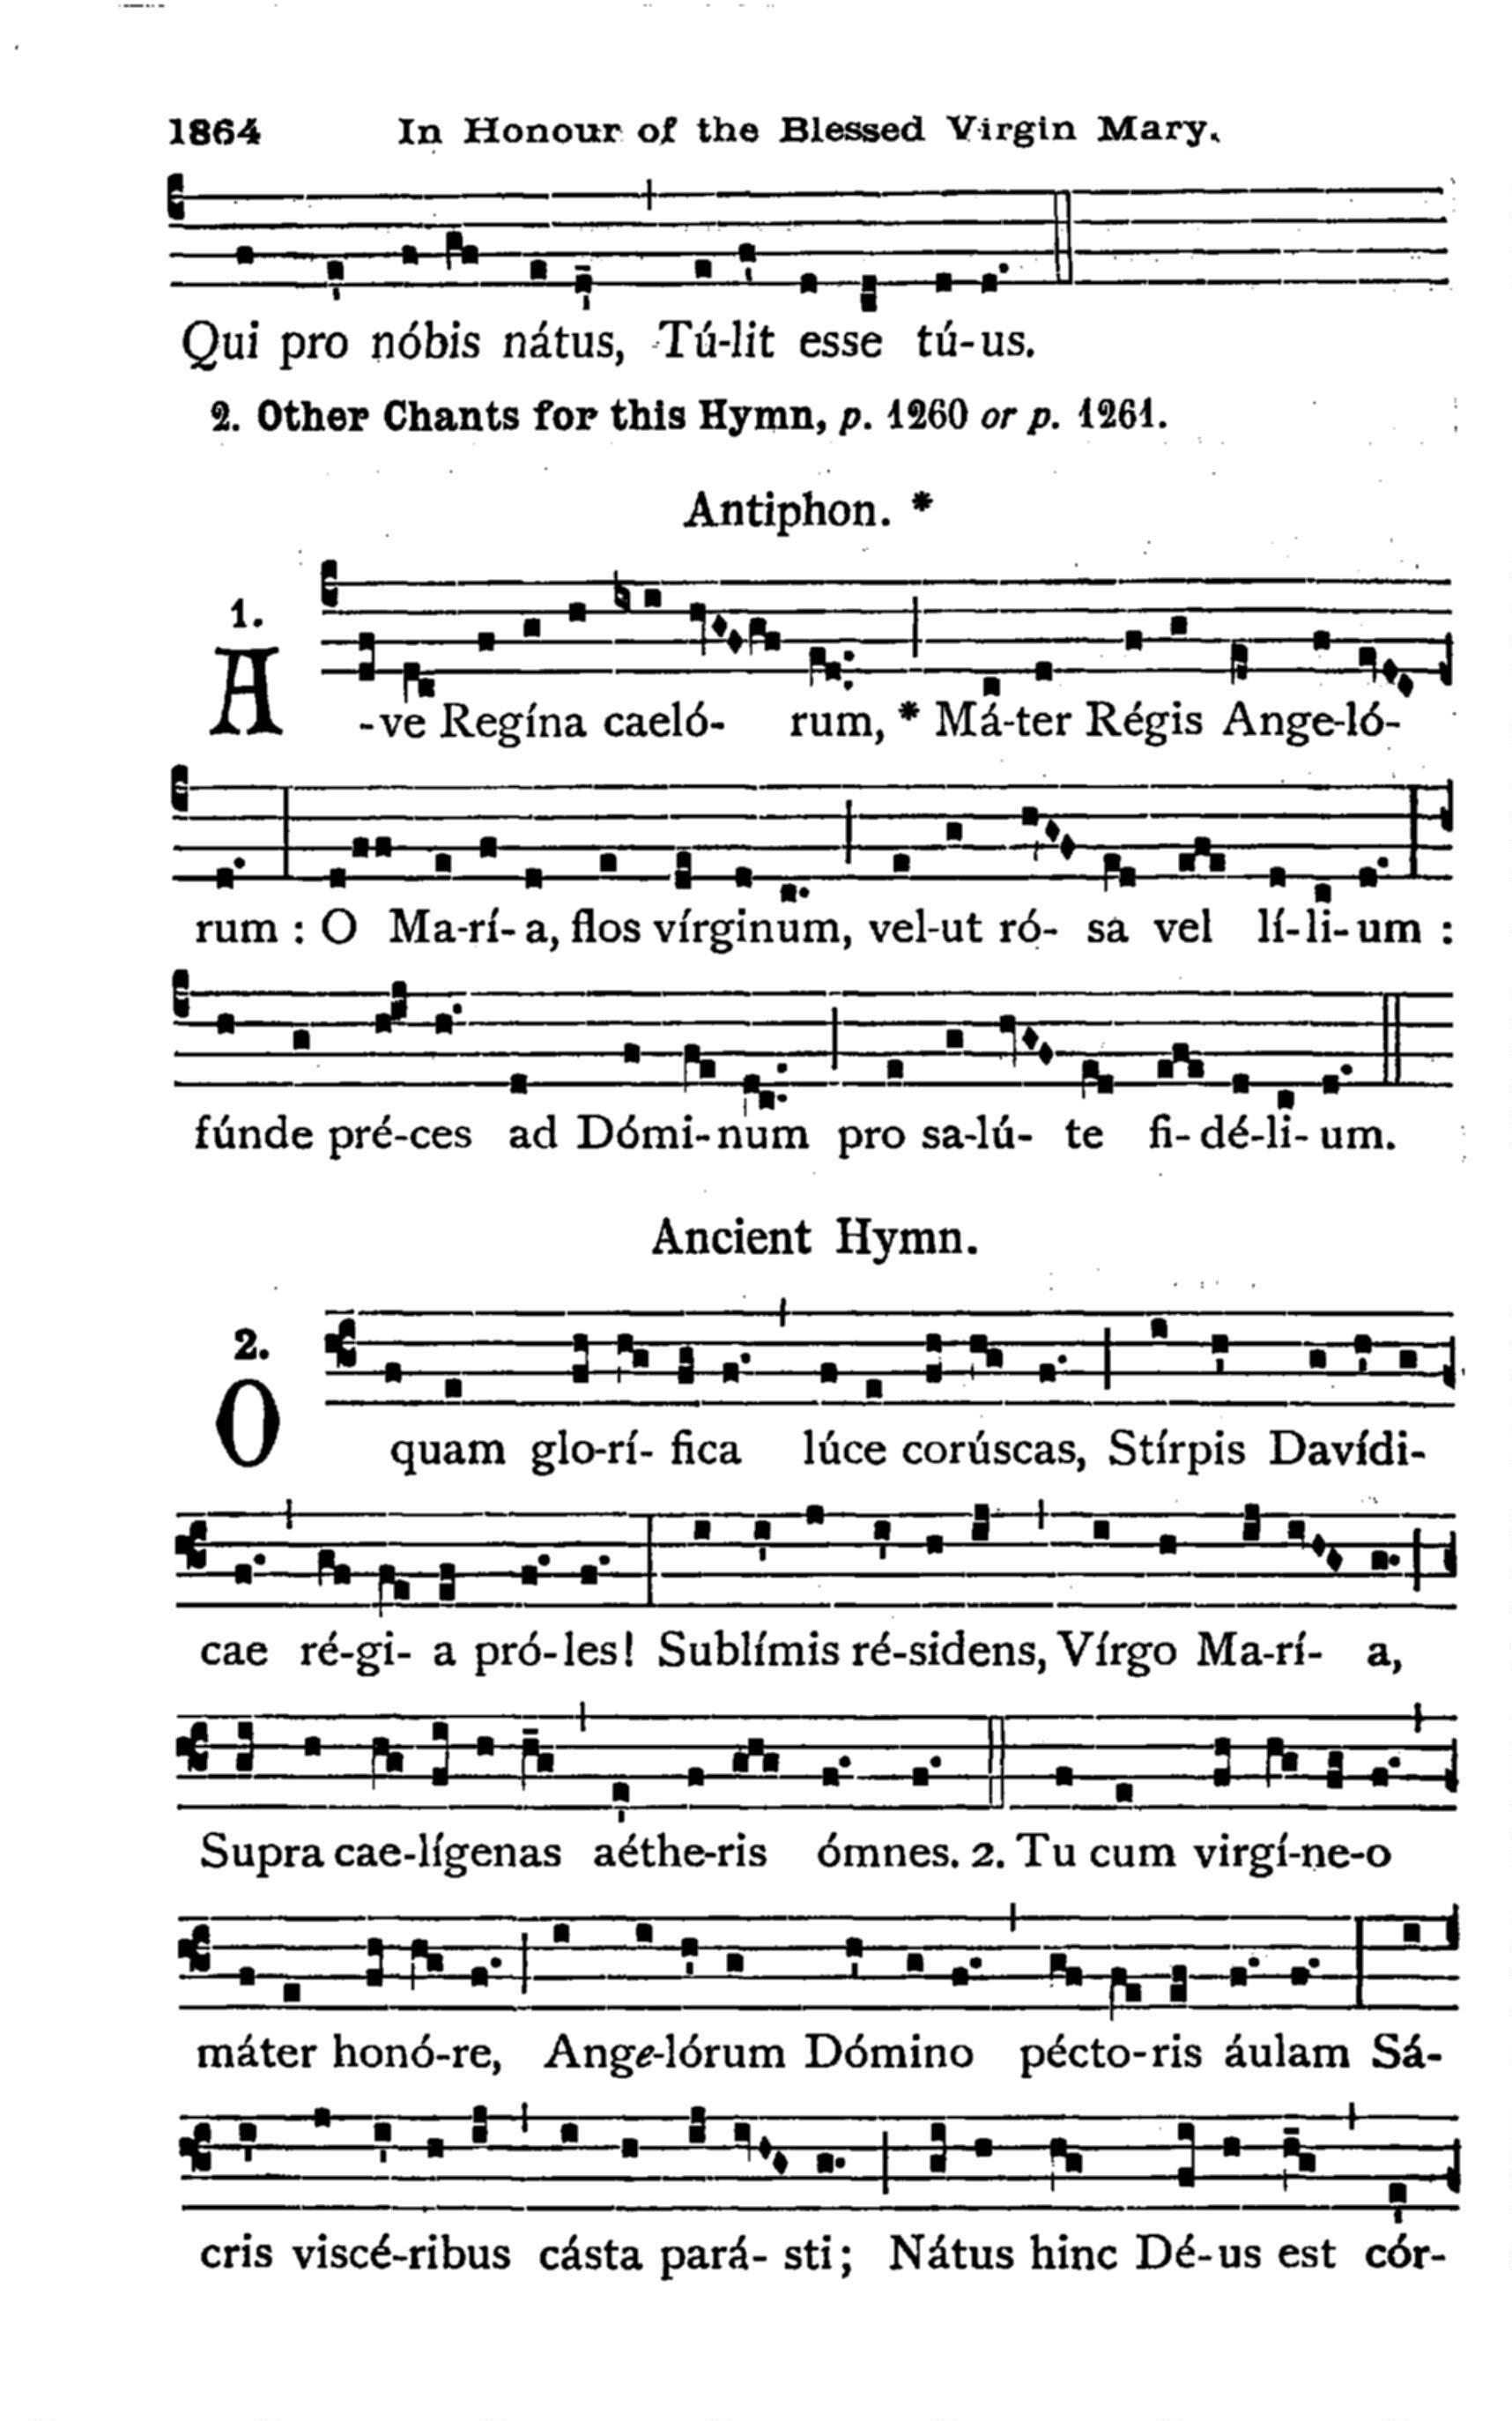 1864 In Honour of the Blessed Virgin Mary.
Qui pro nóbis nátus, Tú-lit esse tú-us.
2. Other Chants for this Hymn, p. 1260 or p. 1261.
Antiphon. *
1.
A
-ve Regína caeló- rum, * Má-ter Régis Ange-ló-
rum : O Ma-rí- a, flos vírginum, vel-ut ró- sa vel lí-li-um :
fúnde pré-ces ad Dómi-num pro sa-lú- te fi- dé-li- um.
Ancient Hymn.
2.
O
quam glo-rí- fica lúce corúscas, Stírpis Davídi-
cae ré-gi- a pró-les! Sublímis ré-sidens, Vírgo Ma-rí- a,
Supra cae-lígenas aéthe-ris ómnes. 2. Tu cum virgí-ne-o
máter honó-re, Ange-lórum Dómino pécto-ris áulam Sá-
cris viscé-ribus cásta pará- sti; Nátus hinc Dé-us est cór-